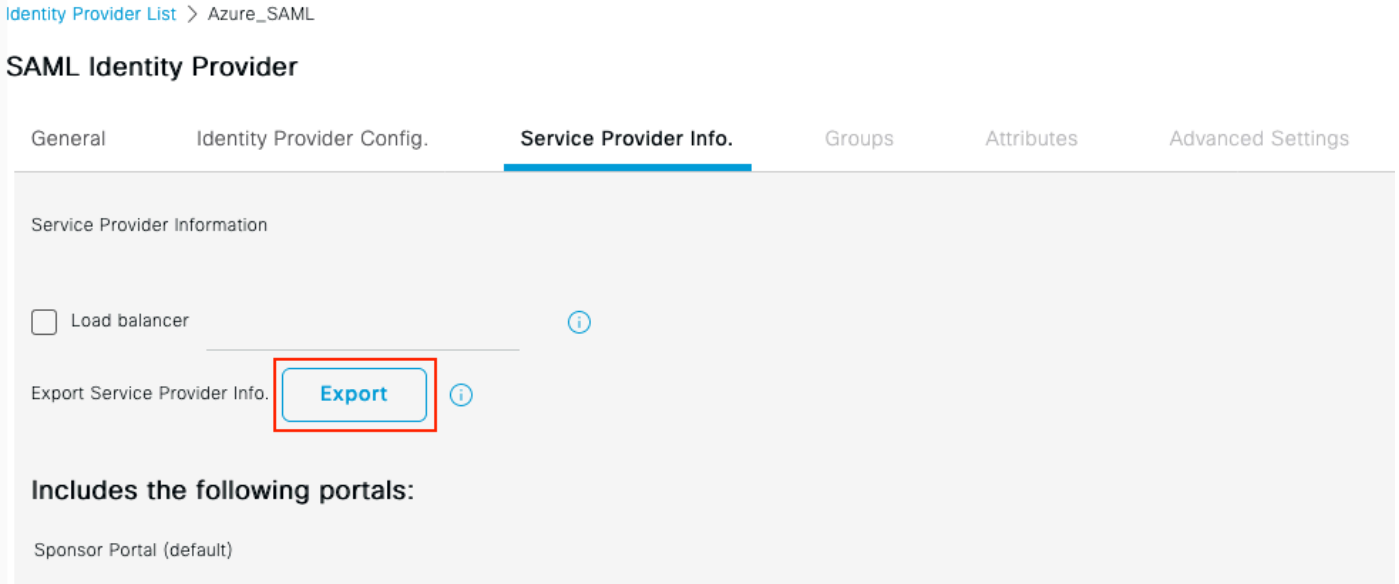 Identity Provider List > Azure_SAML
SAML Identity Provider
General Identity Provider Config. Service Provider Info. Groups Attributes Advanced Settings
Service Provider Information
Load balancer
Export Service Provider Info. Export
Includes the following portals:
Sponsor Portal (default)